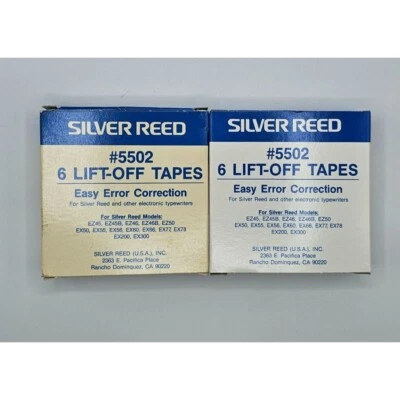 SILVER REED
#5502
6 LIFT-OFF TAPES
Easy Error Correction
For Silver Reed and other electronic typewriters
For Silver Reed Models:
EZ45, EZ45B, EZ46, EZ46B, EZ50
EX50, EX55, EX56, EX60, EX66, EX77, EX78
EX200, EX300
SILVER REED (U.S.A.), INC.
2363 E. Pacifica Place
Rancho Dominquez, CA 90220
SILVER REED
#5502
6 LIFT-OFF TAPES
Easy Error Correction
For Silver Reed and other electronic typewriters
For Silver Reed Models:
EZ45, EZ45B, EZ46, EZ46B, EZ50
EX50, EX55, EX56, EX60, EX66, EX77, EX78
EX200, EX300
SILVER REED (U.S.A.), INC.
2363 E. Pacifica Place
Rancho Dominquez, CA 90220